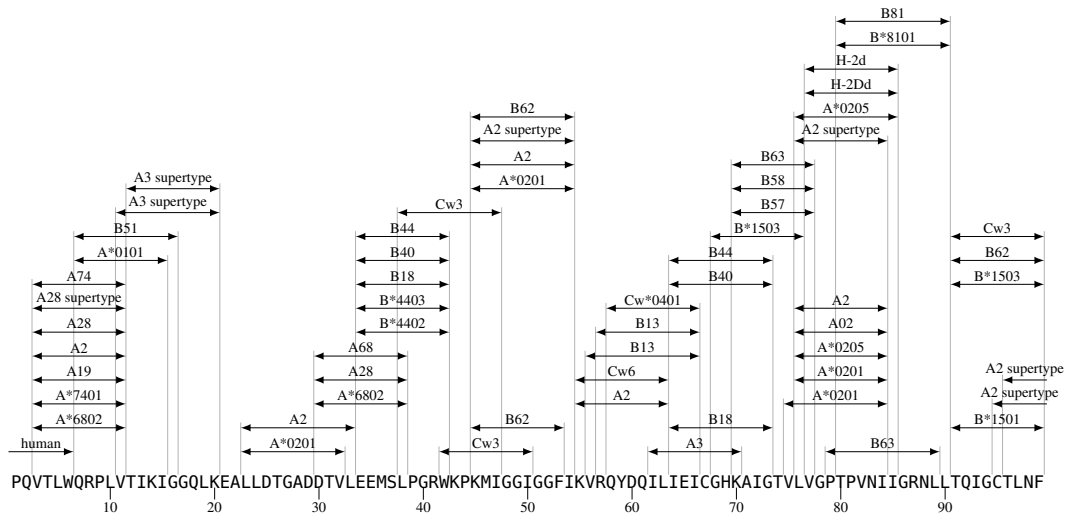 B81
B*8101
H-2d
H-2Dd
B62 A*0205
A2 supertype A2 supertype
A2 B63
A3 supertype A*0201 B58
A3 supertype Cw3 B57
B51 B44 B*1503 Cw3
A*0101 B40 B44 B62
A74 B18 B40 B*1503
A28 supertype B*4403 Cw*0401 A2
A28 B*4402 B13 A02
A2 A68 B13 A*0205
A19 A28 Cw6 A*0201 A2 supertype
A*7401 A*6802 A2 A*0201 A2 supertype
A*6802 A2 B62 B18 B*1501
human A*0201 Cw3 A3 B63
PQVTLWQRPLVTIKIGGQLKEALLDTGADDTVLEEMSLPGRWKPKMIGGIGGFIKVRQYDQILIEICGHKAIGTVLVGPTPVNIIGRNLLTQIGCTLNF
10 20 30 40 50 60 70 80 90